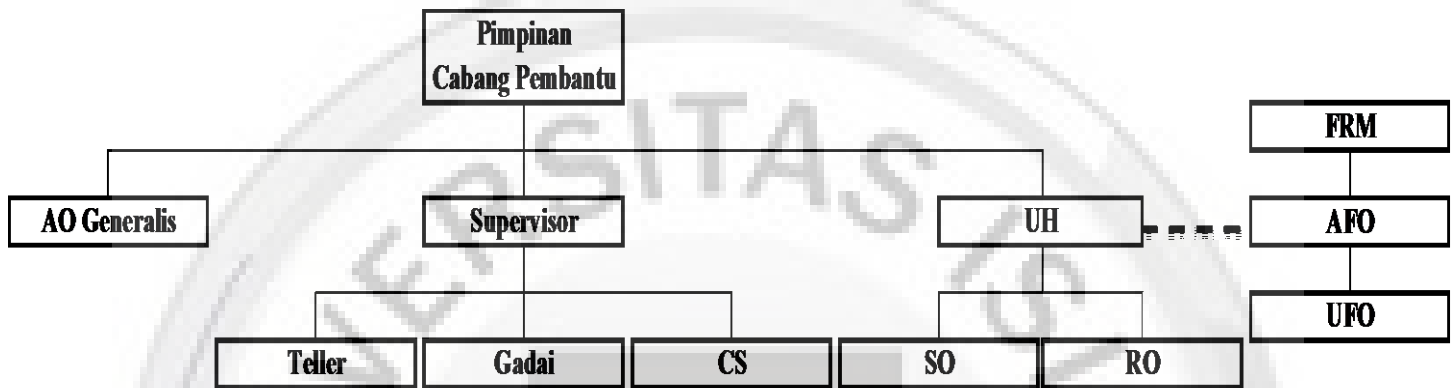 Pimpinan
Cabang Pembantu
FRM
AO Generalis
Supervisor
UH
AFO
UFO
Teller
Gadai
CS
SO
RO